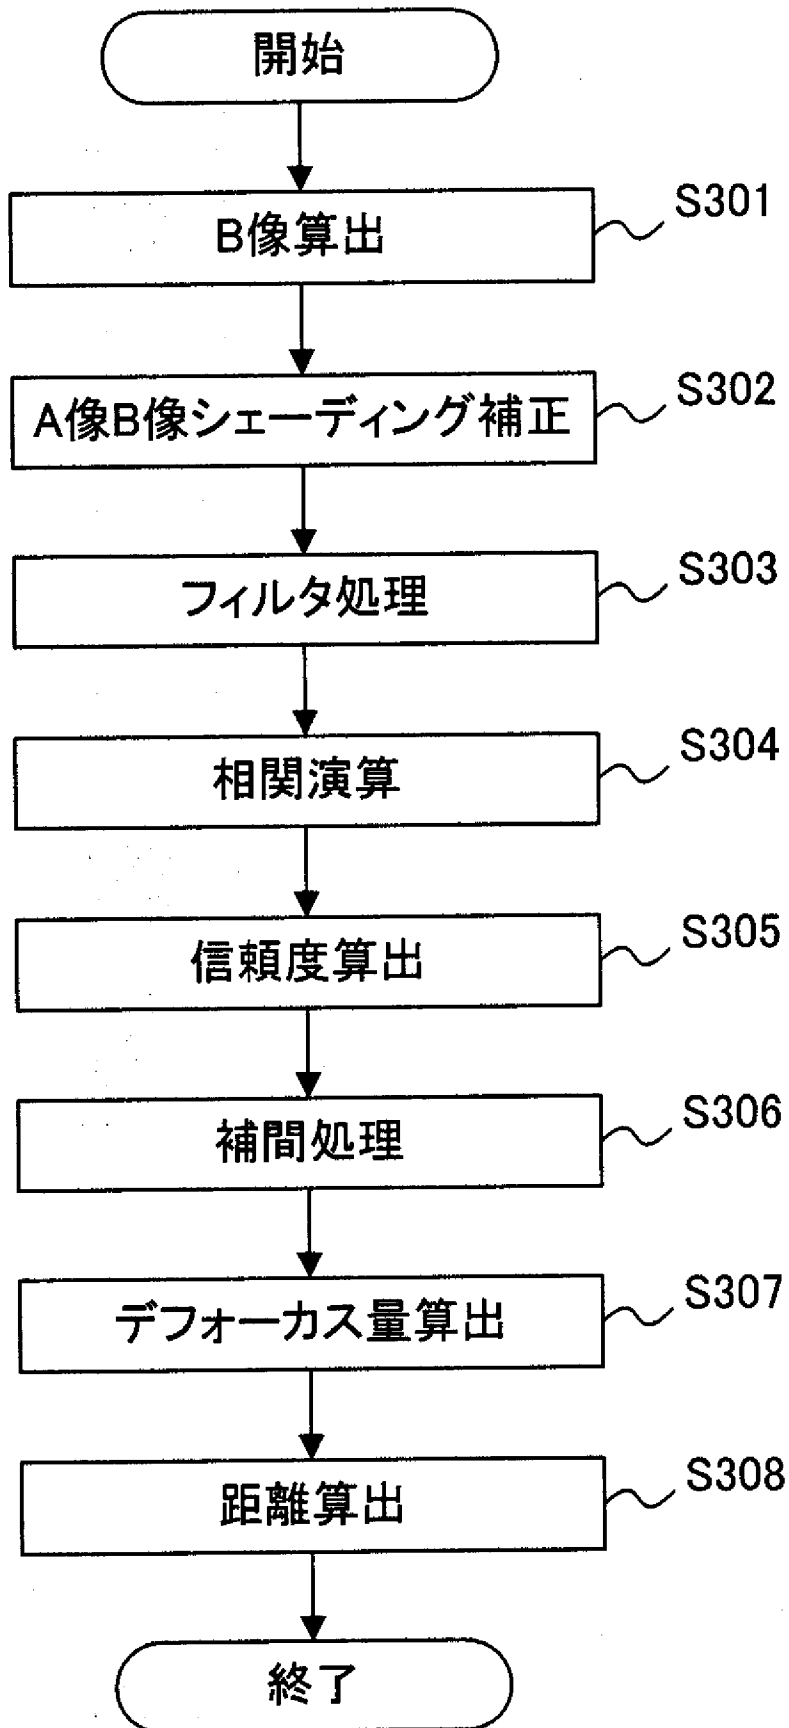 開始
B像算出
S301
A像B像シェーディング補正
S302
フィルタ処理
S303
相関演算
S304
信頼度算出
S305
補間処理
S306
デフォーカス量算出
S307
距離算出
S308
終了